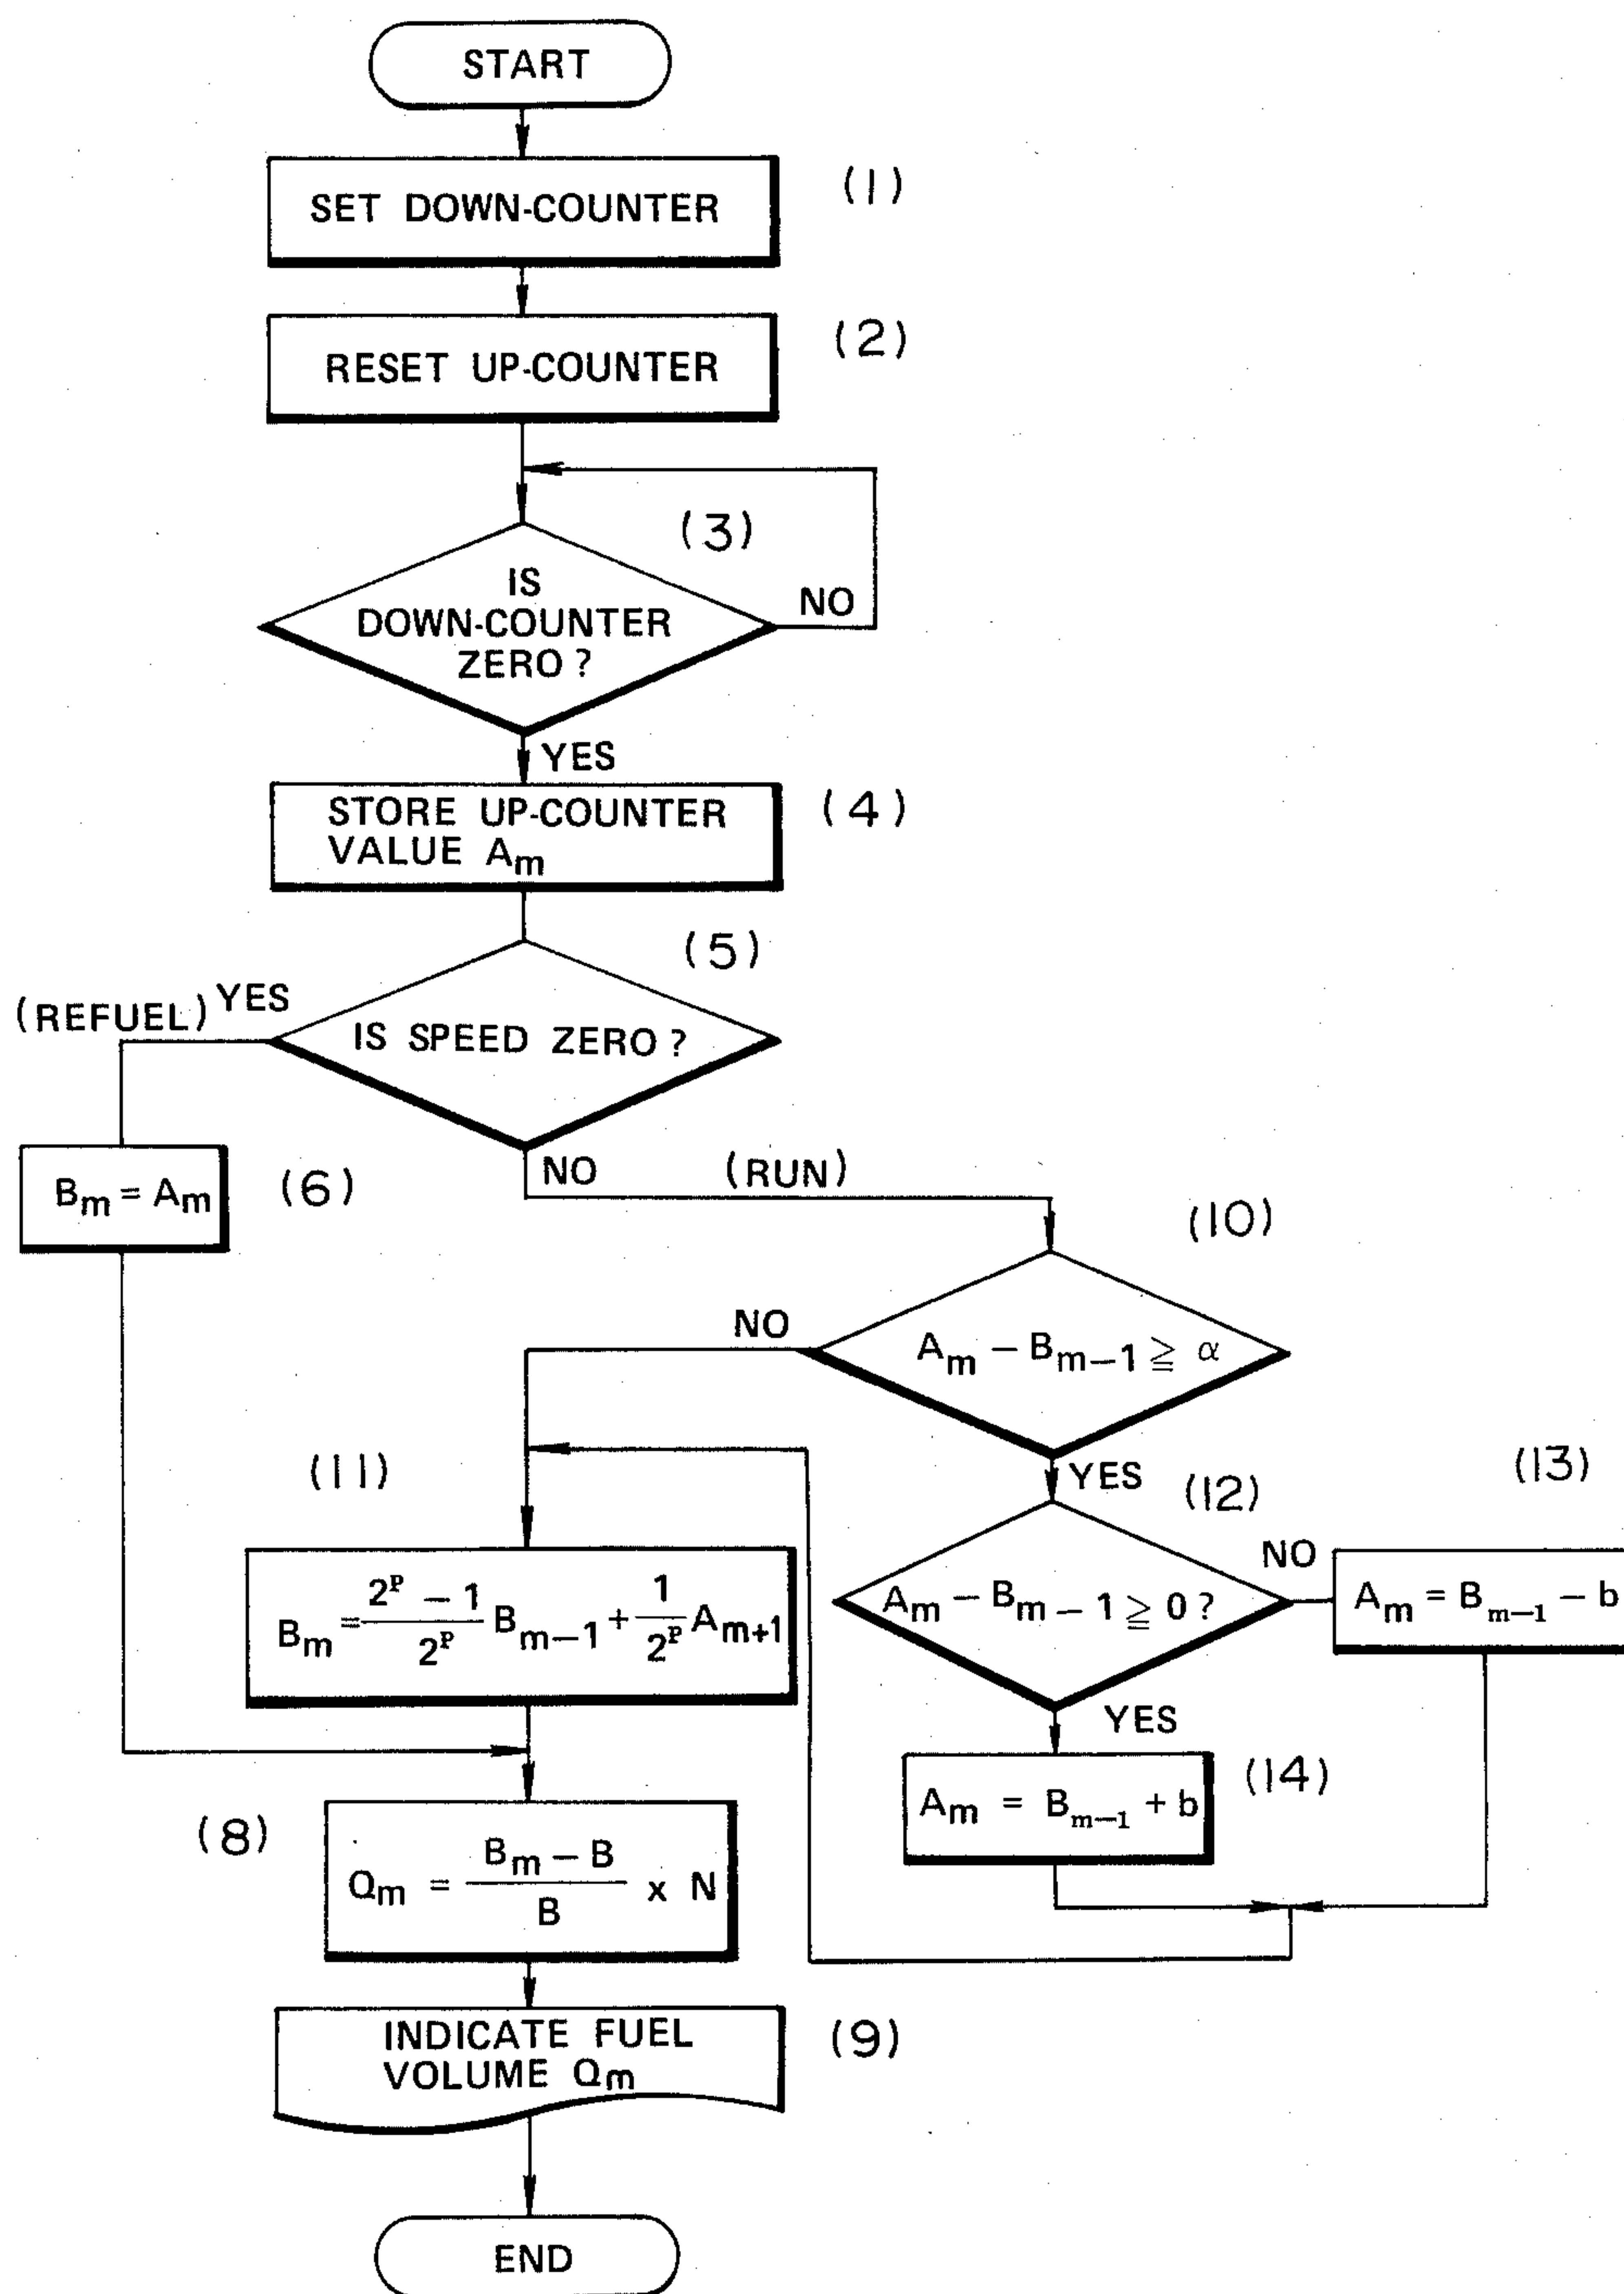 START
SET DOWN-COUNTER
(1)
RESET UP-COUNTER
(2)
(3)
IS
DOWN-COUNTER
ZERO?
NO
YES
STORE UP-COUNTER
VALUE Am
(4)
(5)
(REFUEL) YES
IS SPEED ZERO?
NO
(RUN)
Bm = Am
(6)
(10)
NO
Am − Bm−1 ≧ α
YES
(11)
(12)
(13)
Bm = (2^P − 1)/2^P Bm−1 + 1/2^P Am+1
Am − Bm−1 ≧ 0?
NO
Am = Bm−1 − b
YES
Am = Bm−1 + b
(14)
(8)
Qm = (Bm − B)/B x N
INDICATE FUEL
VOLUME Qm
(9)
END